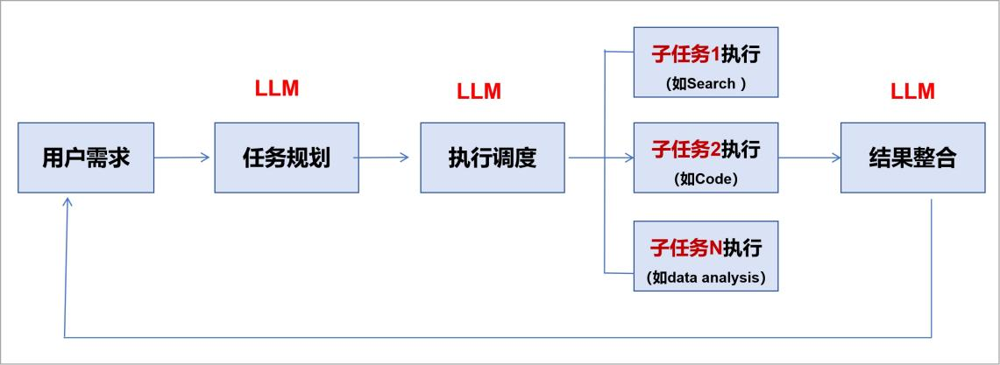 LLM
用户需求
任务规划
LLM
执行调度
子任务1执行
（如Search ）
子任务2执行
（如Code）
子任务N执行
（如data analysis）
LLM
结果整合